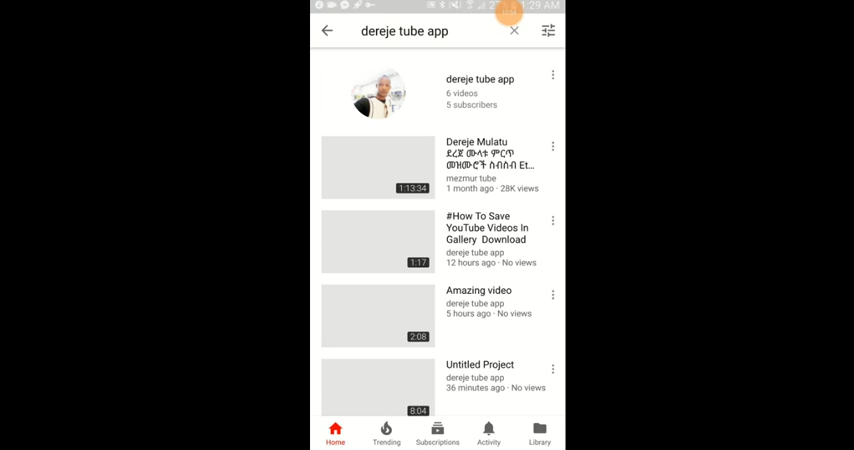 1:29 AM
dereje tube app
dereje tube app
6 videos
5 subscribers
Dereje Mulatu
ደረጀ ሙላቱ ምርጥ
መዝሙሮች ስብስብ Et...
mezmur tube
1 month ago · 28K views
1:13:34
#How To Save
YouTube Videos In
Gallery Download
dereje tube app
12 hours ago · No views
1:17
Amazing video
dereje tube app
5 hours ago · No views
2:08
Untitled Project
dereje tube app
36 minutes ago · No views
8:04
Home
Trending
Subscriptions
Activity
Library